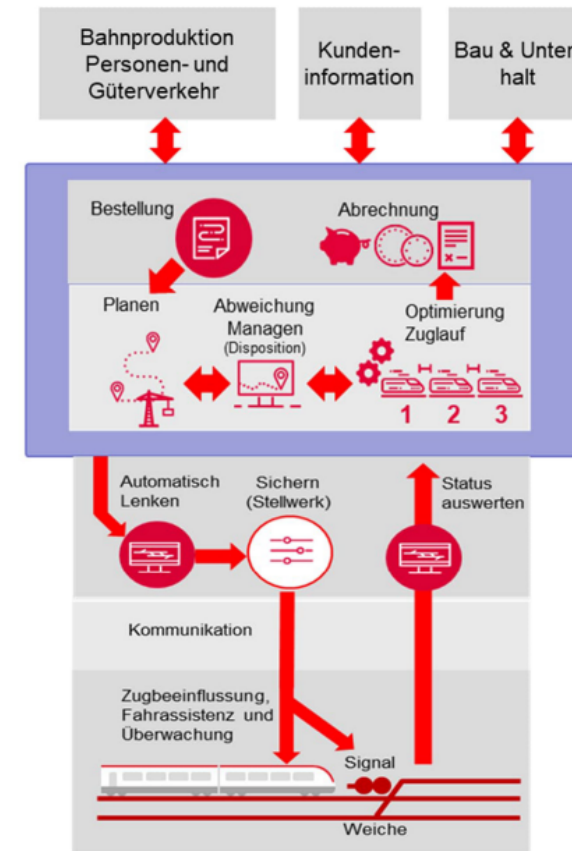 Bahnproduktion
Personen- und
Güterverkehr
Kunden-
information
Bau & Unter
halt
Bestellung
Abrechnung
Planen
Abweichung
Managen
(Disposition)
Optimierung
Zuglauf
1 2 3
Automatisch
Lenken
Sichern
(Stellwerk)
Status
auswerten
Kommunikation
Zugbeeinflussung,
Fahrassistenz und
Überwachung
Signal
Weiche